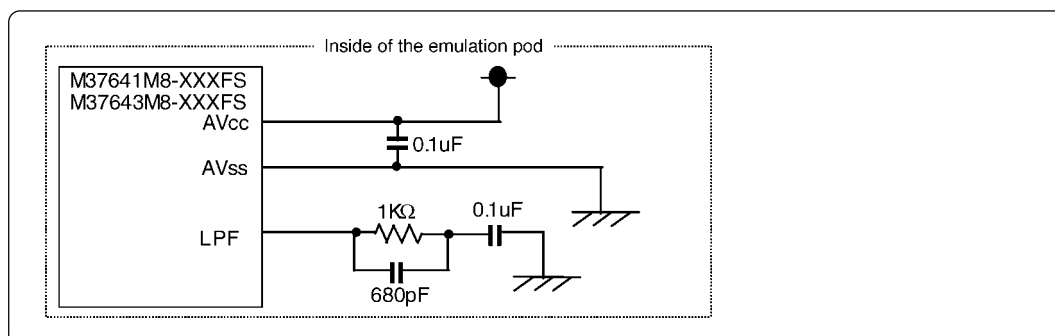 Inside of the emulation pod
M37641M8-XXXFS
M37643M8-XXXFS
AVcc
0.1uF
AVss
1KΩ
0.1uF
LPF
680pF